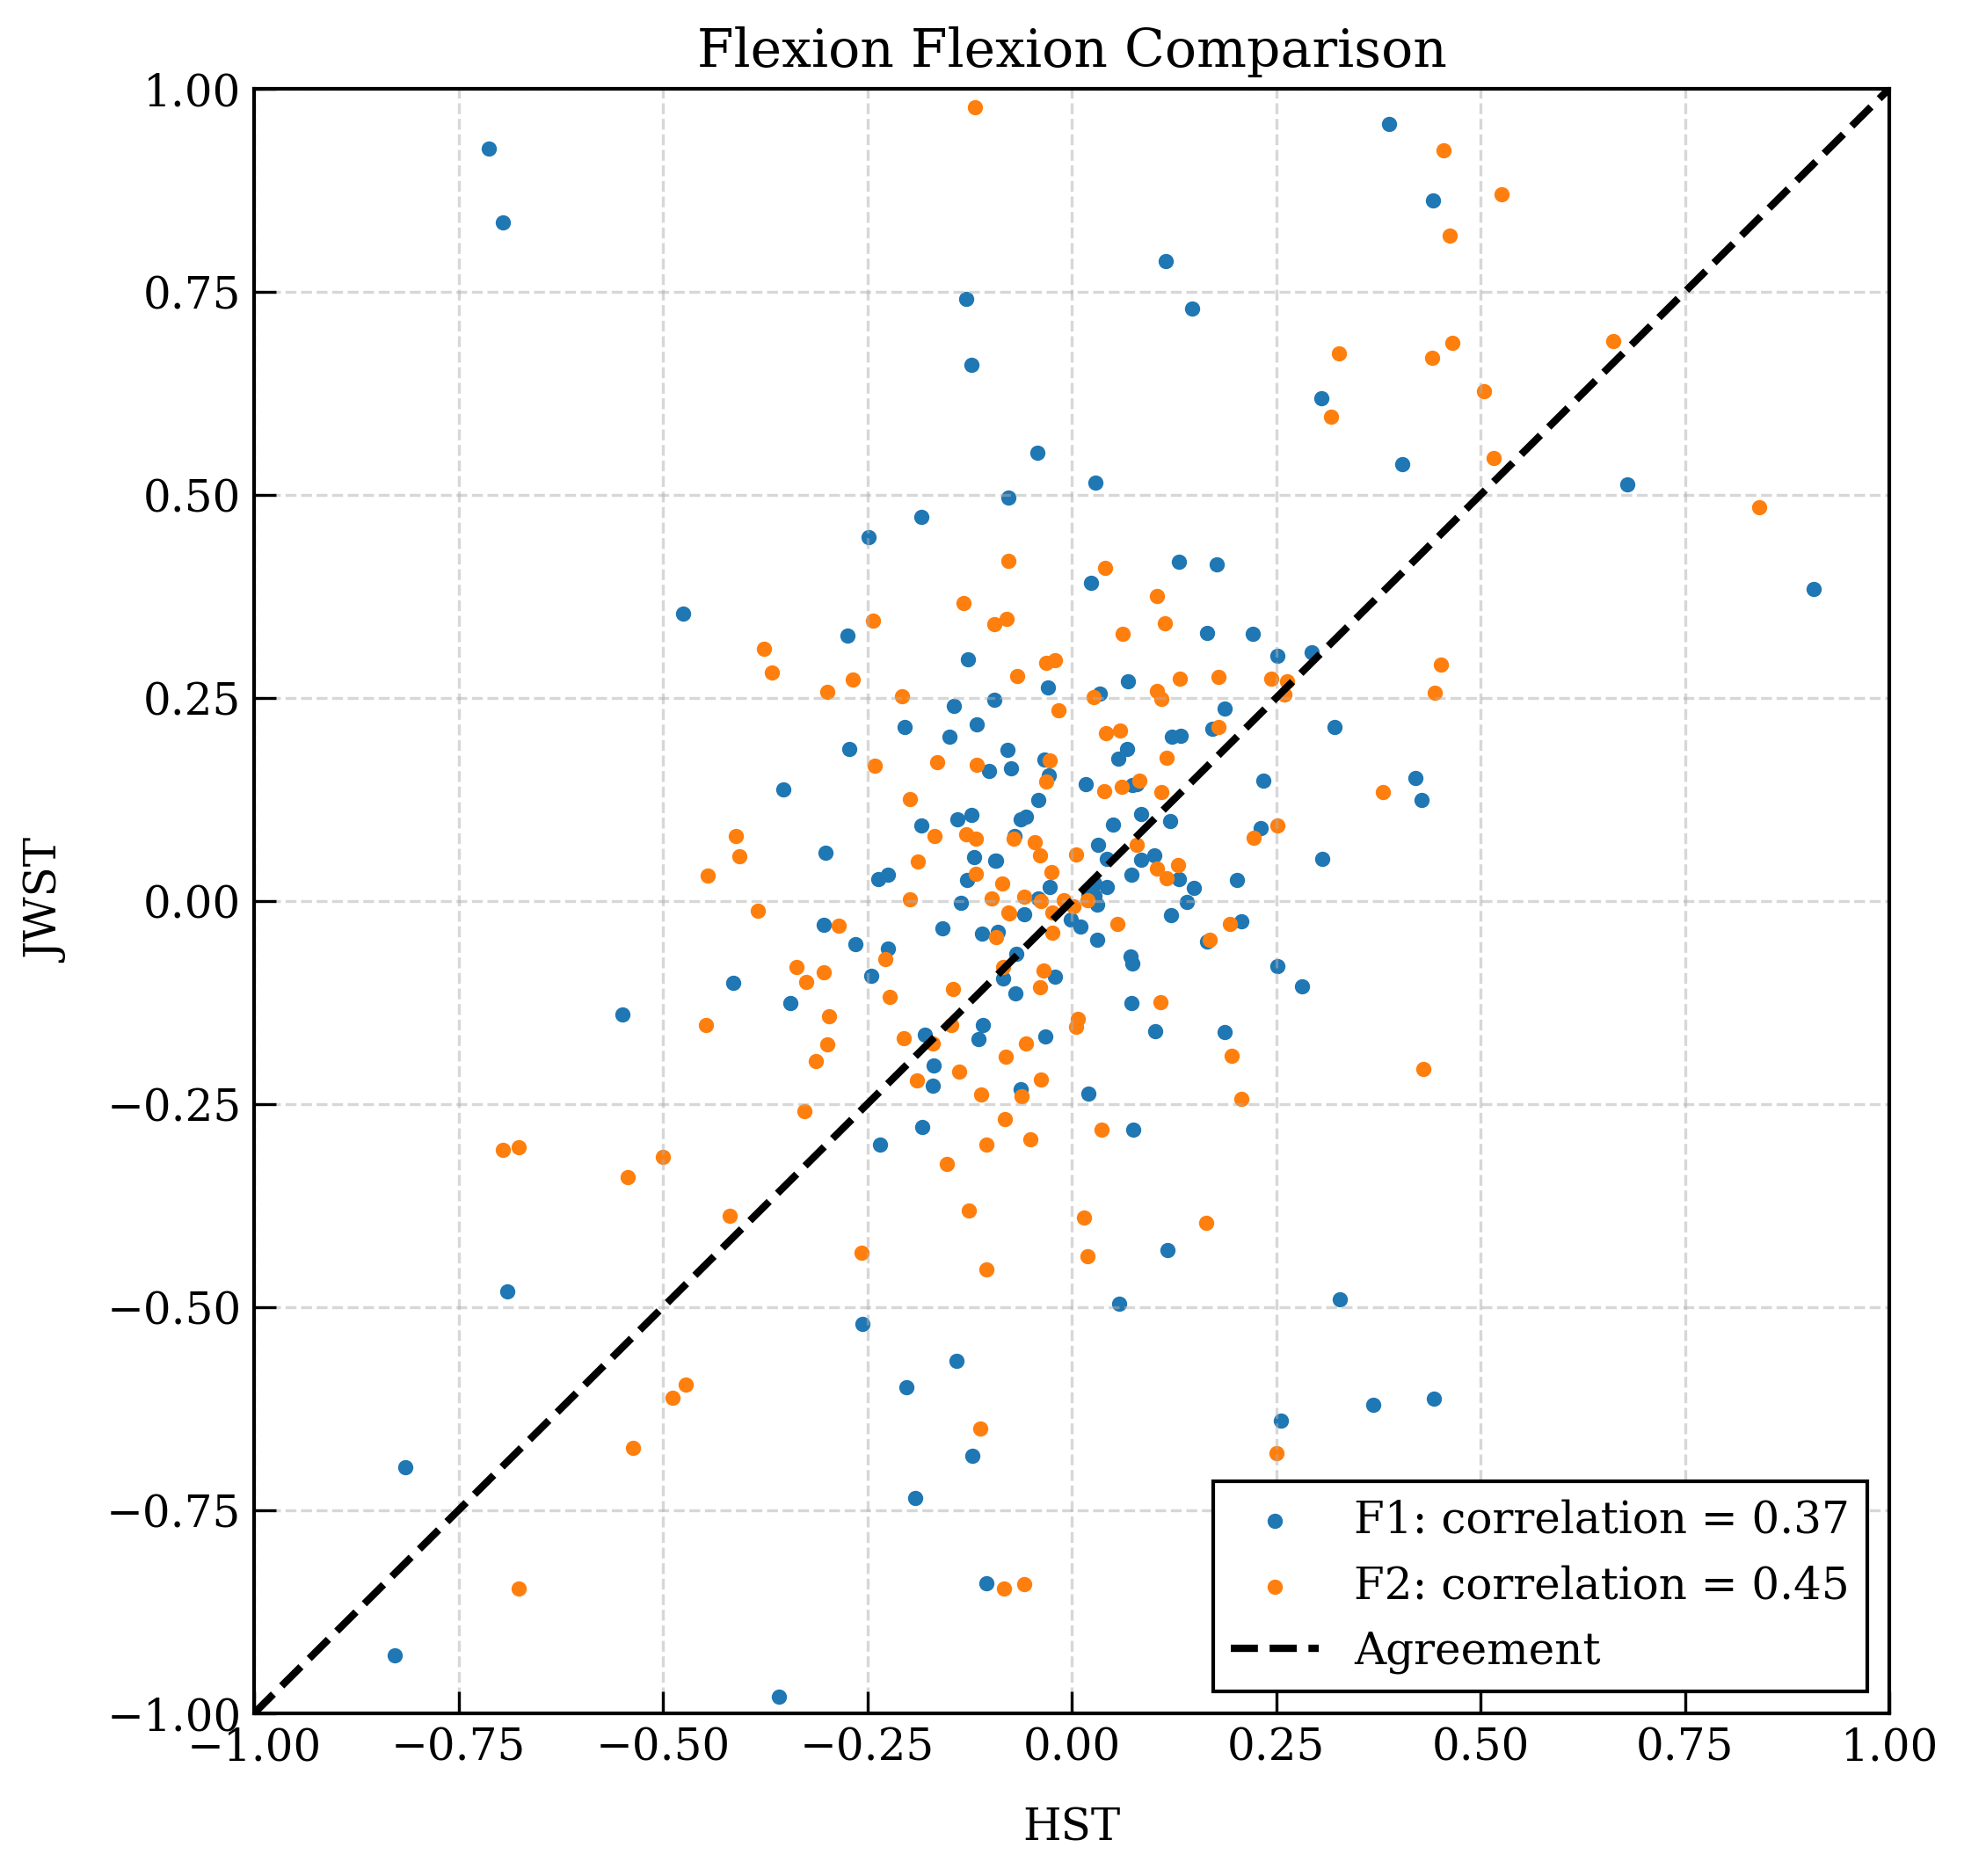 Flexion Flexion Comparison
1.00
0.75
0.50
0.25
0.00
−0.25
−0.50
−0.75
−1.00
JWST
F1: correlation = 0.37
F2: correlation = 0.45
Agreement
−1.00 −0.75 −0.50 −0.25 0.00 0.25 0.50 0.75 1.00
HST